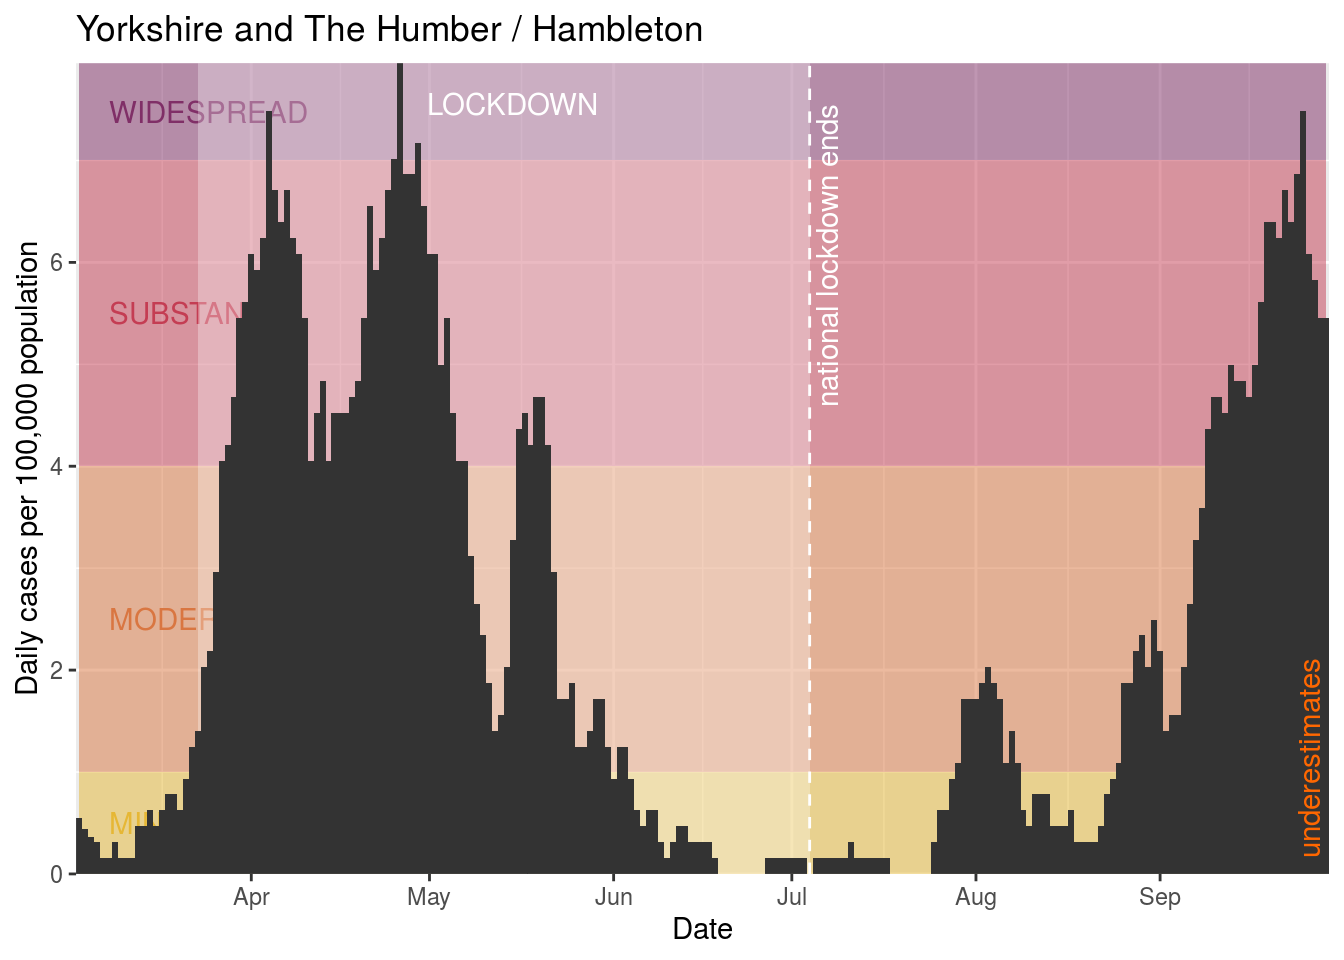 Yorkshire and The Humber / Hambleton
WIDESPREAD
LOCKDOWN
national lockdown ends
SUBSTAN
MODER
MI
underestimates
Daily cases per 100,000 population
6
4
2
0
Apr
May
Jun
Jul
Aug
Sep
Date